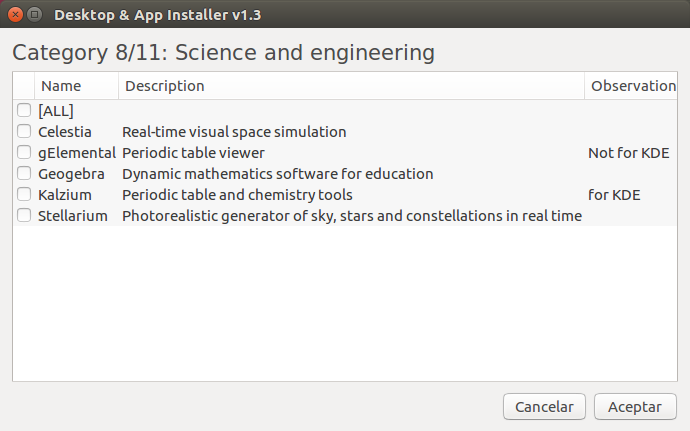 Desktop & App Installer v1.3
Category 8/11: Science and engineering
Name Description Observation
[ALL]
Celestia Real-time visual space simulation
gElemental Periodic table viewer Not for KDE
Geogebra Dynamic mathematics software for education
Kalzium Periodic table and chemistry tools for KDE
Stellarium Photorealistic generator of sky, stars and constellations in real time
Cancelar Aceptar